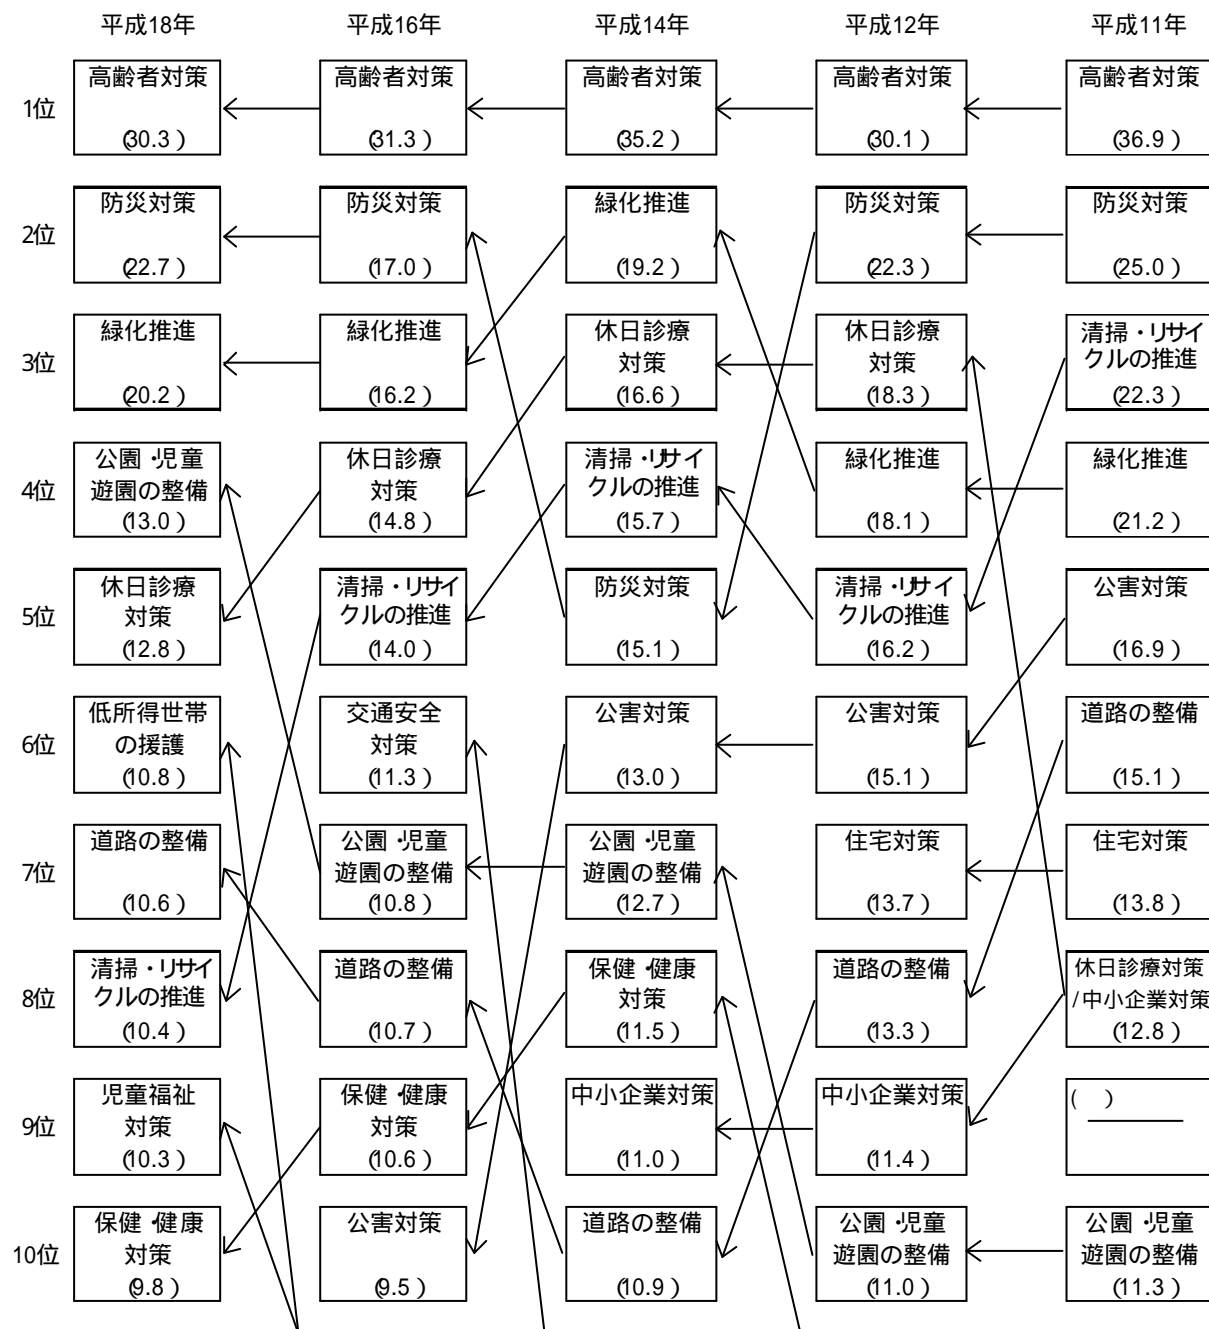 平成18年 平成16年 平成14年 平成12年 平成11年
1位
高齢者対策
(30.3)
高齢者対策
(31.3)
高齢者対策
(35.2)
高齢者対策
(30.1)
高齢者対策
(36.9)
2位
防災対策
(22.7)
防災対策
(17.0)
緑化推進
(19.2)
防災対策
(22.3)
防災対策
(25.0)
3位
緑化推進
(20.2)
緑化推進
(16.2)
休日診療
対策
(16.6)
休日診療
対策
(18.3)
清掃・リサイ
クルの推進
(22.3)
4位
公園・児童
遊園の整備
(13.0)
休日診療
対策
(14.8)
清掃・リサイ
クルの推進
(15.7)
緑化推進
(18.1)
緑化推進
(21.2)
5位
休日診療
対策
(12.8)
清掃・リサイ
クルの推進
(14.0)
防災対策
(15.1)
清掃・リサイ
クルの推進
(16.2)
公害対策
(16.9)
6位
低所得世帯
の援護
(10.8)
交通安全
対策
(11.3)
公害対策
(13.0)
公害対策
(15.1)
道路の整備
(15.1)
7位
道路の整備
(10.6)
公園・児童
遊園の整備
(10.8)
公園・児童
遊園の整備
(12.7)
住宅対策
(13.7)
住宅対策
(13.8)
8位
清掃・リサイ
クルの推進
(10.4)
道路の整備
(10.7)
保健・健康
対策
(11.5)
道路の整備
(13.3)
休日診療対策
/中小企業対策
(12.8)
9位
児童福祉
対策
(10.3)
保健・健康
対策
(10.6)
中小企業対策
(11.0)
中小企業対策
(11.4)
( )
10位
保健・健康
対策
(9.8)
公害対策
(9.5)
道路の整備
(10.9)
公園・児童
遊園の整備
(11.0)
公園・児童
遊園の整備
(11.3)